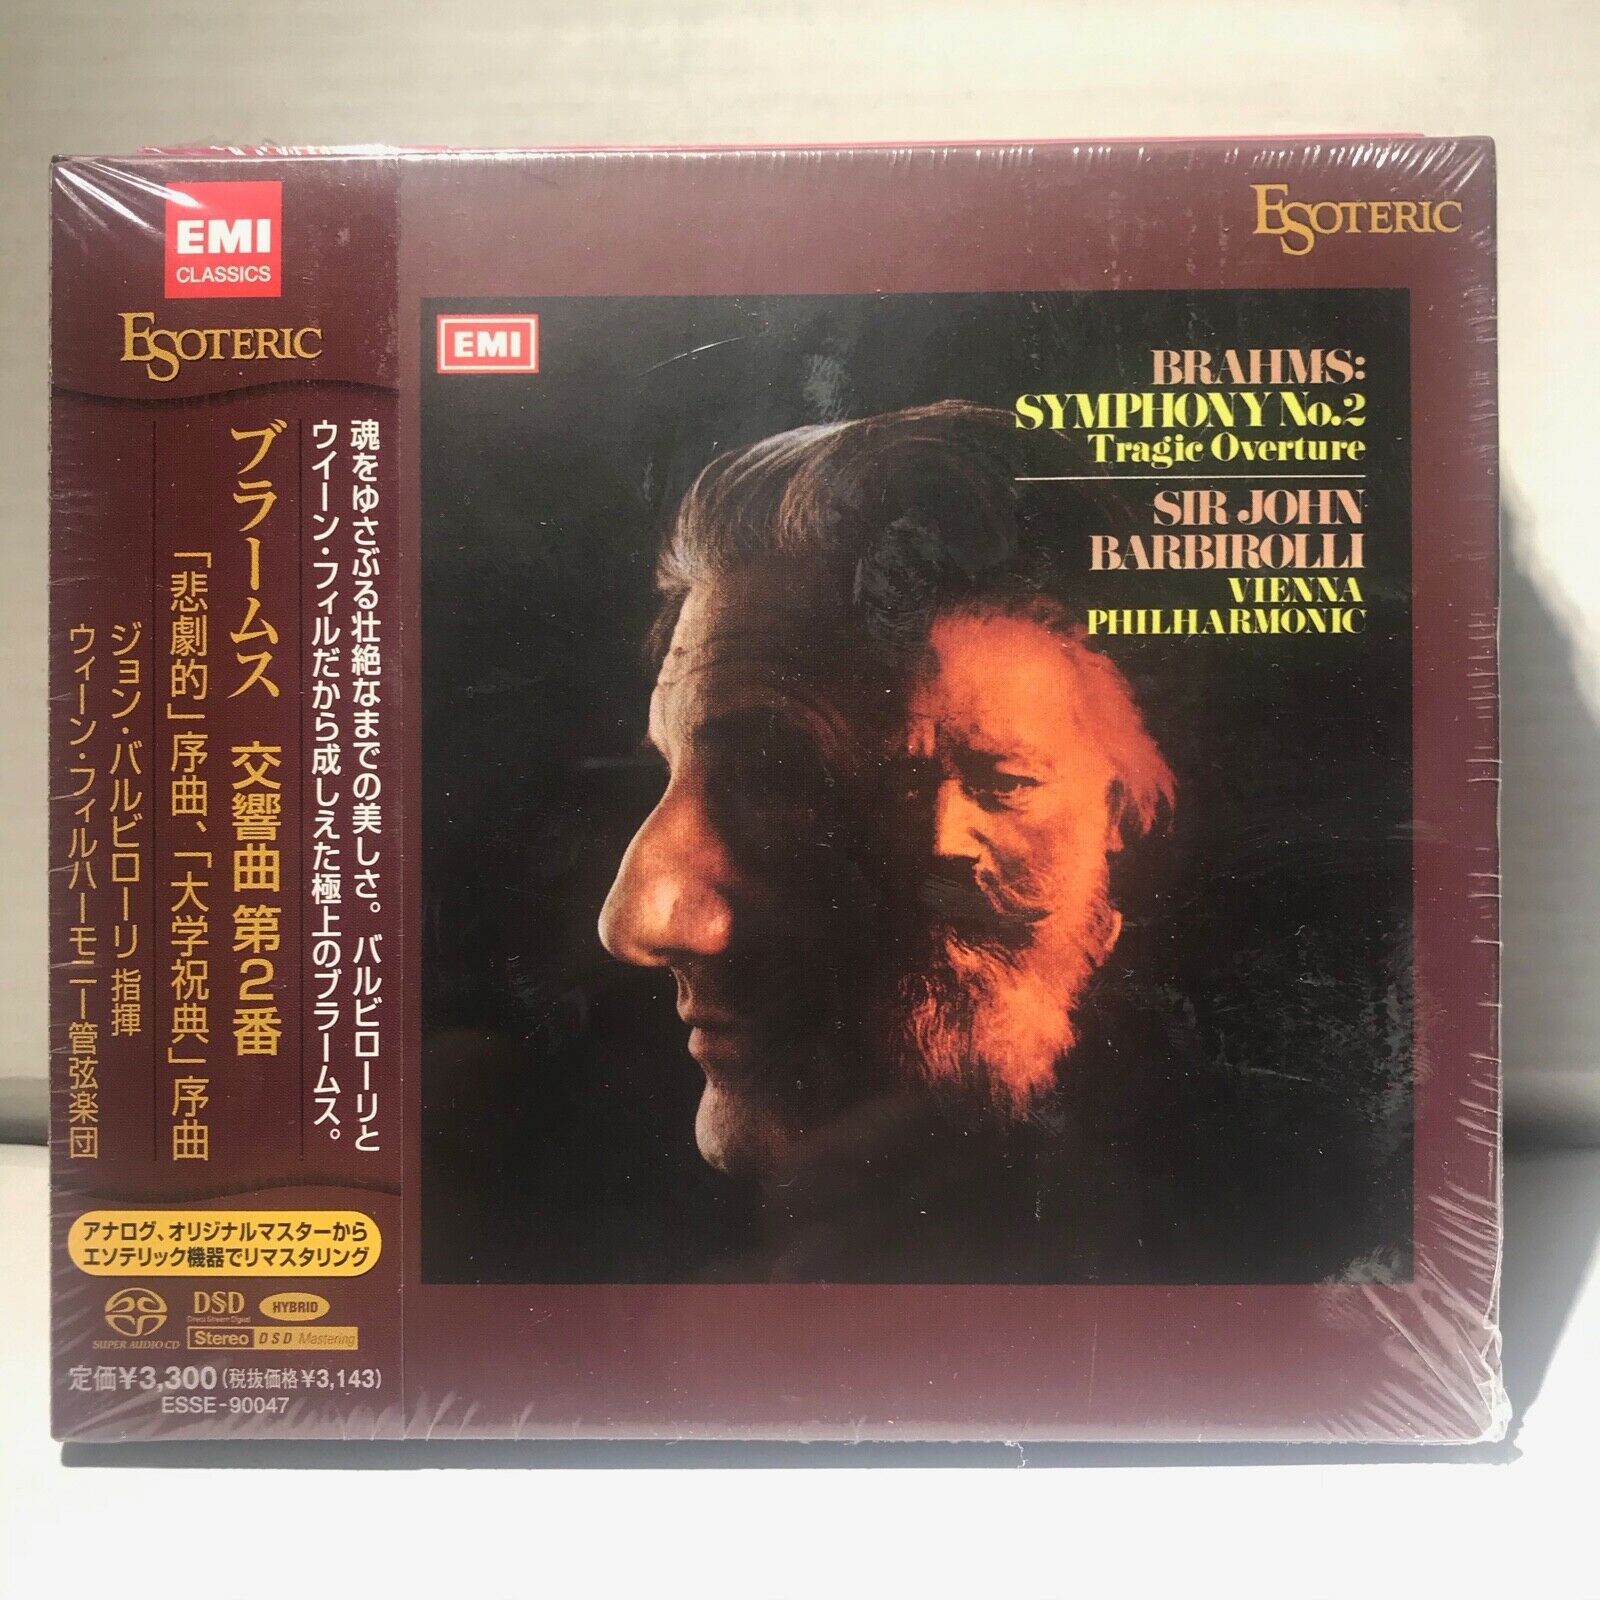 EMI
CLASSICS
ESOTERIC
魂をゆさぶる壮絶なまでの美しさ。バルビローリと
ウイーン・フィルだから成しえた極上のブラームス。
ブラームス 交響曲 第2番
「悲劇的」序曲、「大学祝典」序曲
ジョン・バルビローリ 指揮
ウィーン・フィルハーモニー管弦楽団
アナログ、オリジナルマスターから
エソテリック機器でリマスタリング
SUPER AUDIO CD
DSD
Direct Stream Digital
HYBRID
Stereo DSD Mastering
定価¥3,300(税抜価格¥3,143)
ESSE-90047
ESOTERIC
EMI
BRAHMS:
SYMPHONY No.2
Tragic Overture
SIR JOHN
BARBIROLLI
VIENNA
PHILHARMONIC